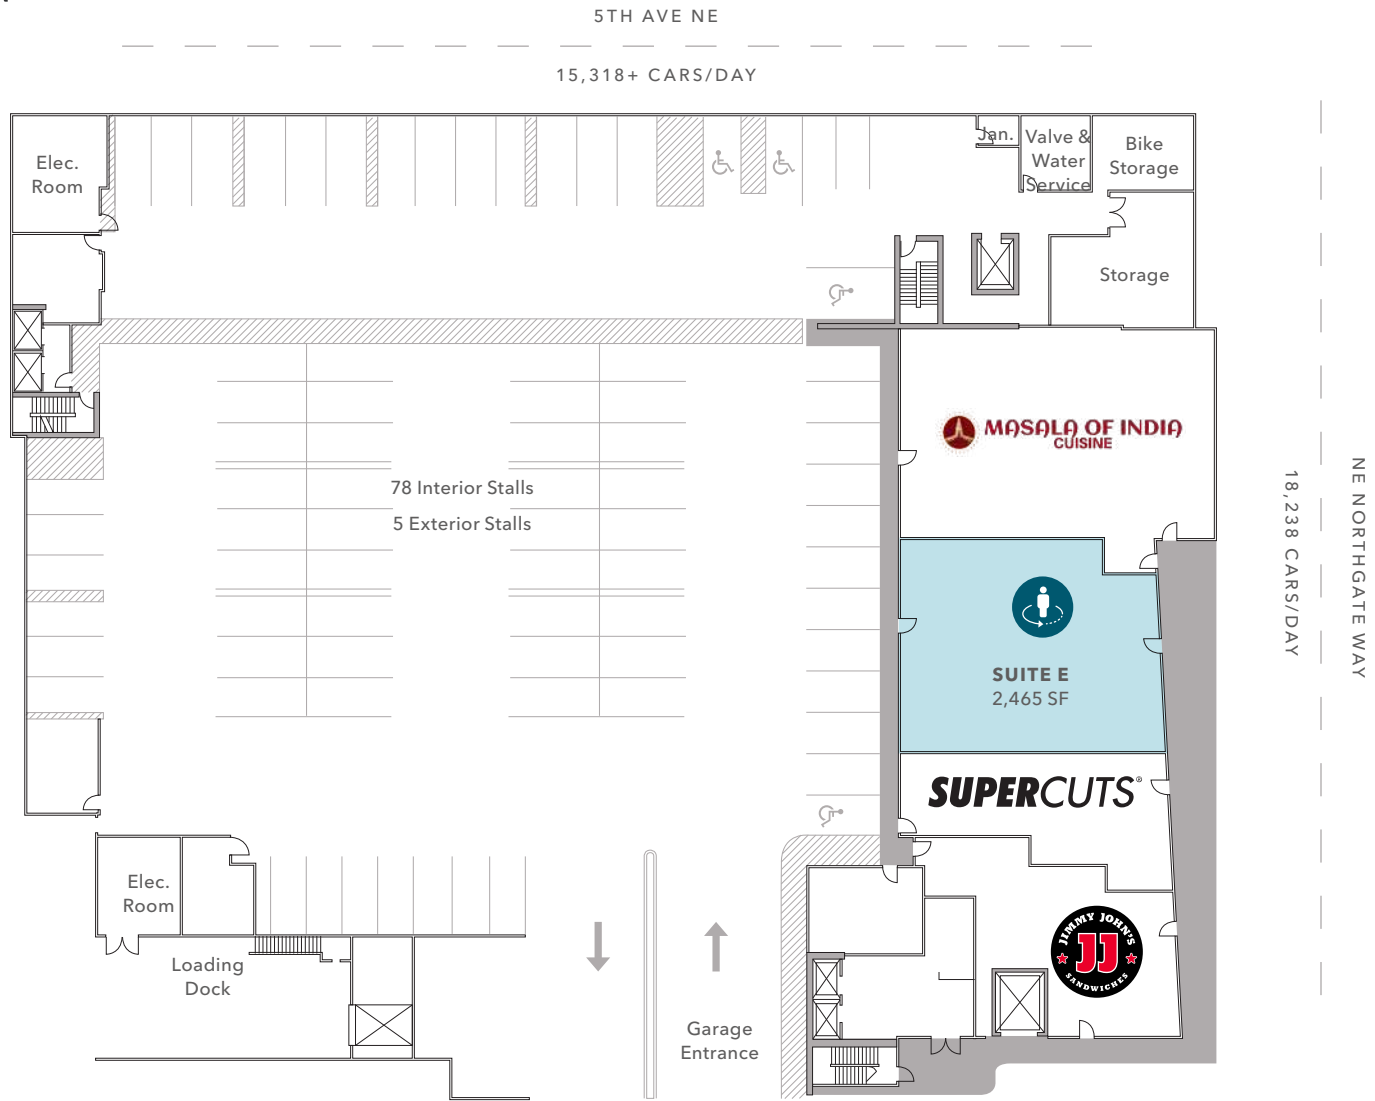 5TH AVE NE
15,318+ CARS/DAY
Elec.
Room
Jan.
Valve &
Water
Service
Bike
Storage
Storage
MASALA OF INDIA
CUISINE
78 Interior Stalls
5 Exterior Stalls
18,238 CARS/DAY
NE NORTHGATE WAY
SUITE E
2,465 SF
SUPERCUTS®
Elec.
Room
Loading
Dock
Garage
Entrance
JIMMY JOHN'S
JJ
SANDWICHES